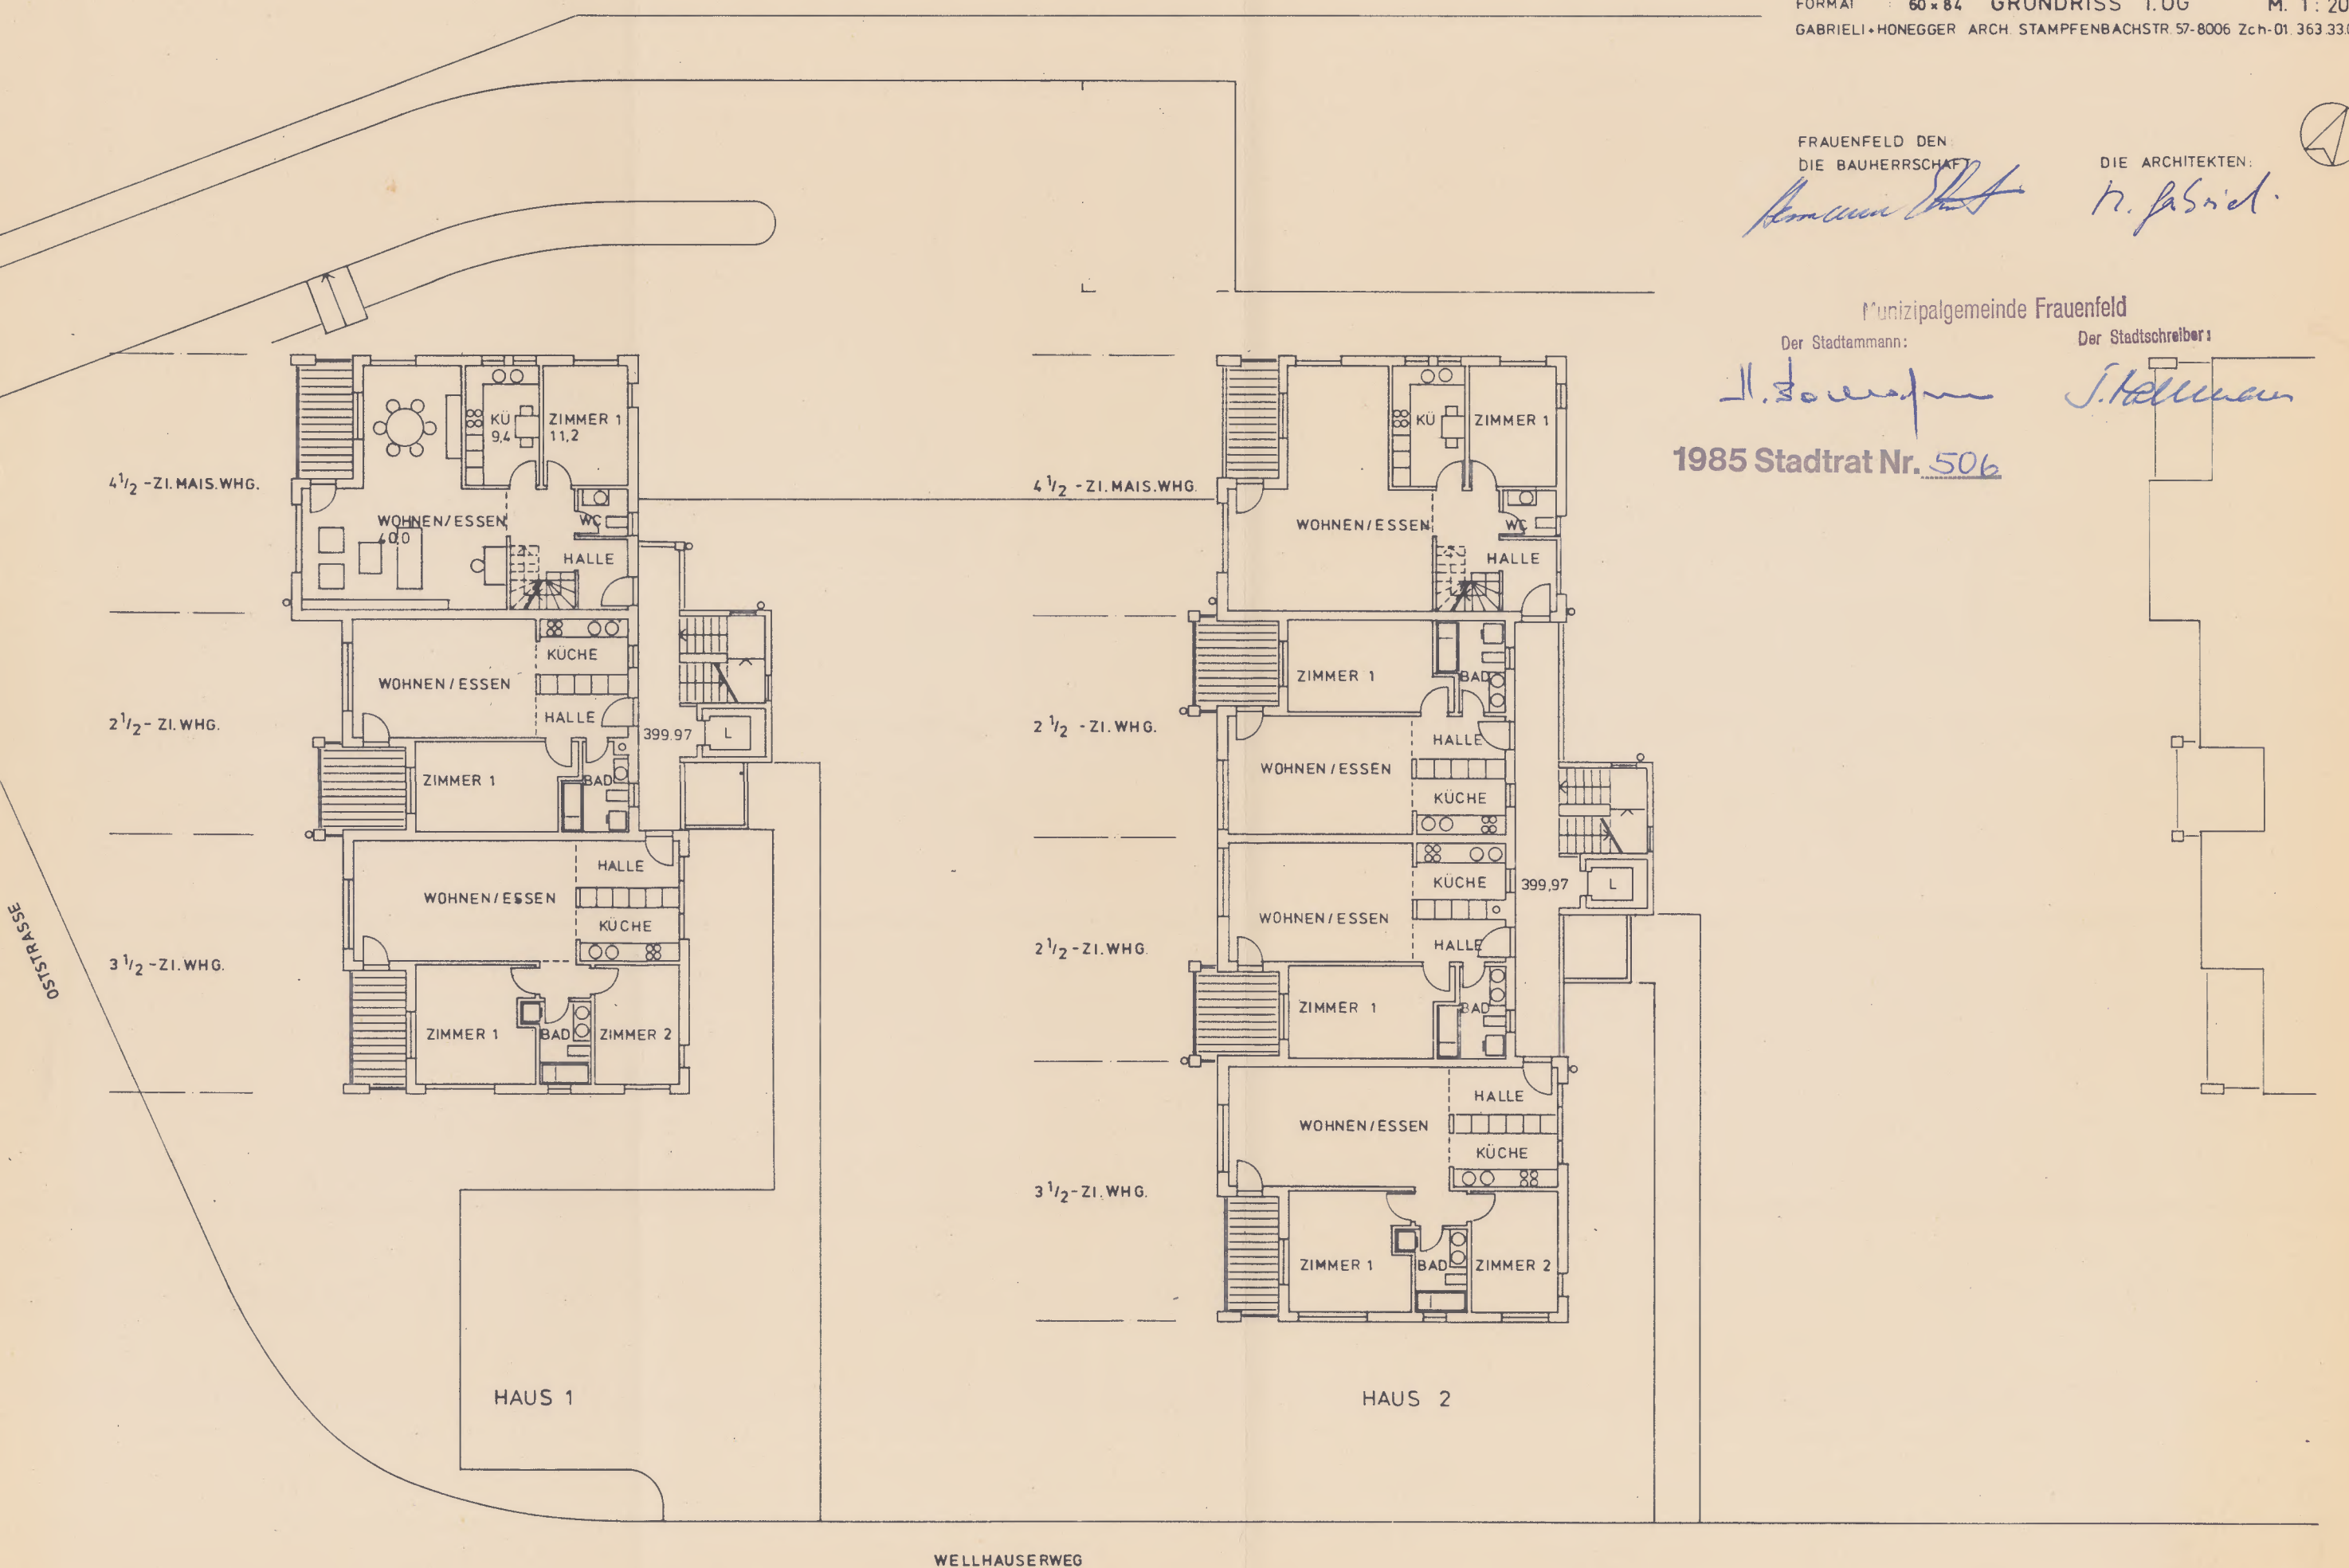 FORMAT : 60x84 GRUNDRISS 1.OG M. 1:20
GABRIELI+HONEGGER ARCH. STAMPFENBACHSTR. 57-8006 Zch-01. 363.33.
FRAUENFELD DEN
DIE BAUHERRSCHAFT
DIE ARCHITEKTEN:
Munizipalgemeinde Frauenfeld
Der Stadtammann:
Der Stadtschreiber:
1985 Stadtrat Nr. 506
4 1/2 -ZI.MAIS.WHG.
KÜ
9,4
ZIMMER 1
11,2
WOHNEN/ESSEN
40,0
WC
HALLE
2 1/2 - ZI.WHG.
WOHNEN/ESSEN
KÜCHE
HALLE
399.97
L
ZIMMER 1
BAD
3 1/2 -ZI.WHG.
HALLE
WOHNEN/ESSEN
KÜCHE
ZIMMER 1
BAD
ZIMMER 2
HAUS 1
OSTSTRASSE
4 1/2 -ZI.MAIS.WHG.
KÜ
ZIMMER 1
WOHNEN/ESSEN
WC
HALLE
2 1/2 -ZI.WHG.
ZIMMER 1
BAD
HALLE
WOHNEN/ESSEN
KÜCHE
2 1/2 -ZI.WHG.
KÜCHE
399,97
L
WOHNEN/ESSEN
HALLE
ZIMMER 1
BAD
3 1/2 -ZI.WHG.
HALLE
WOHNEN/ESSEN
KÜCHE
ZIMMER 1
BAD
ZIMMER 2
HAUS 2
WELLHAUSERWEG